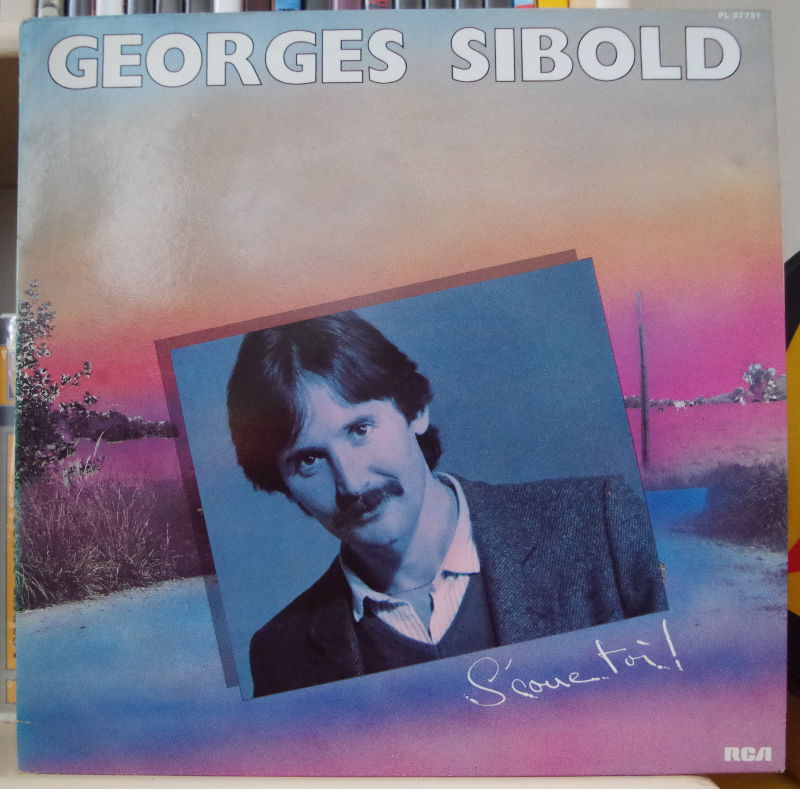 PL 37751
GEORGES SIBOLD
S'coue toi!
RCA